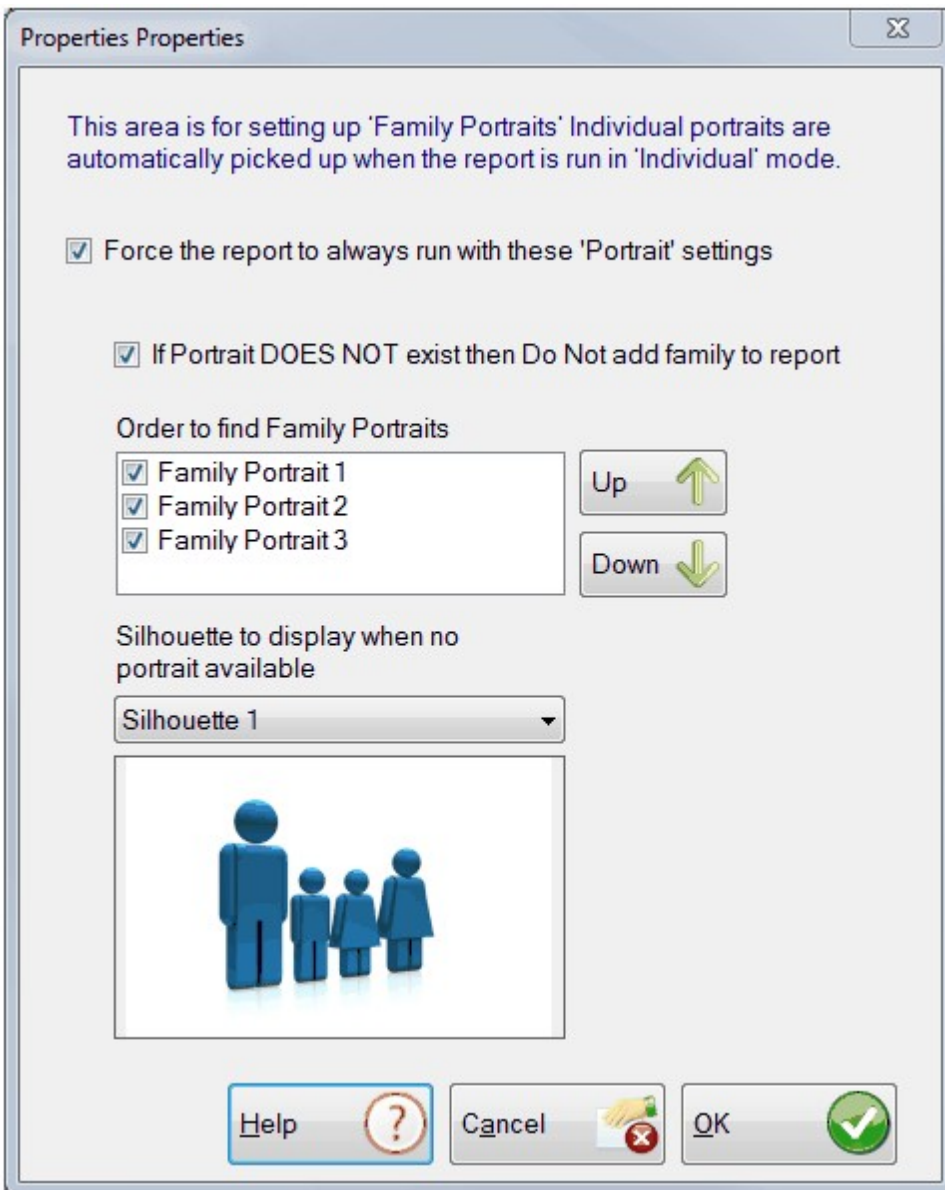 Properties Properties
This area is for setting up 'Family Portraits' Individual portraits are
automatically picked up when the report is run in 'Individual' mode.
Force the report to always run with these 'Portrait' settings
If Portrait DOES NOT exist then Do Not add family to report
Order to find Family Portraits
Family Portrait 1
Family Portrait 2
Family Portrait 3
Up
Down
Silhouette to display when no
portrait available
Silhouette 1
Help
Cancel
OK